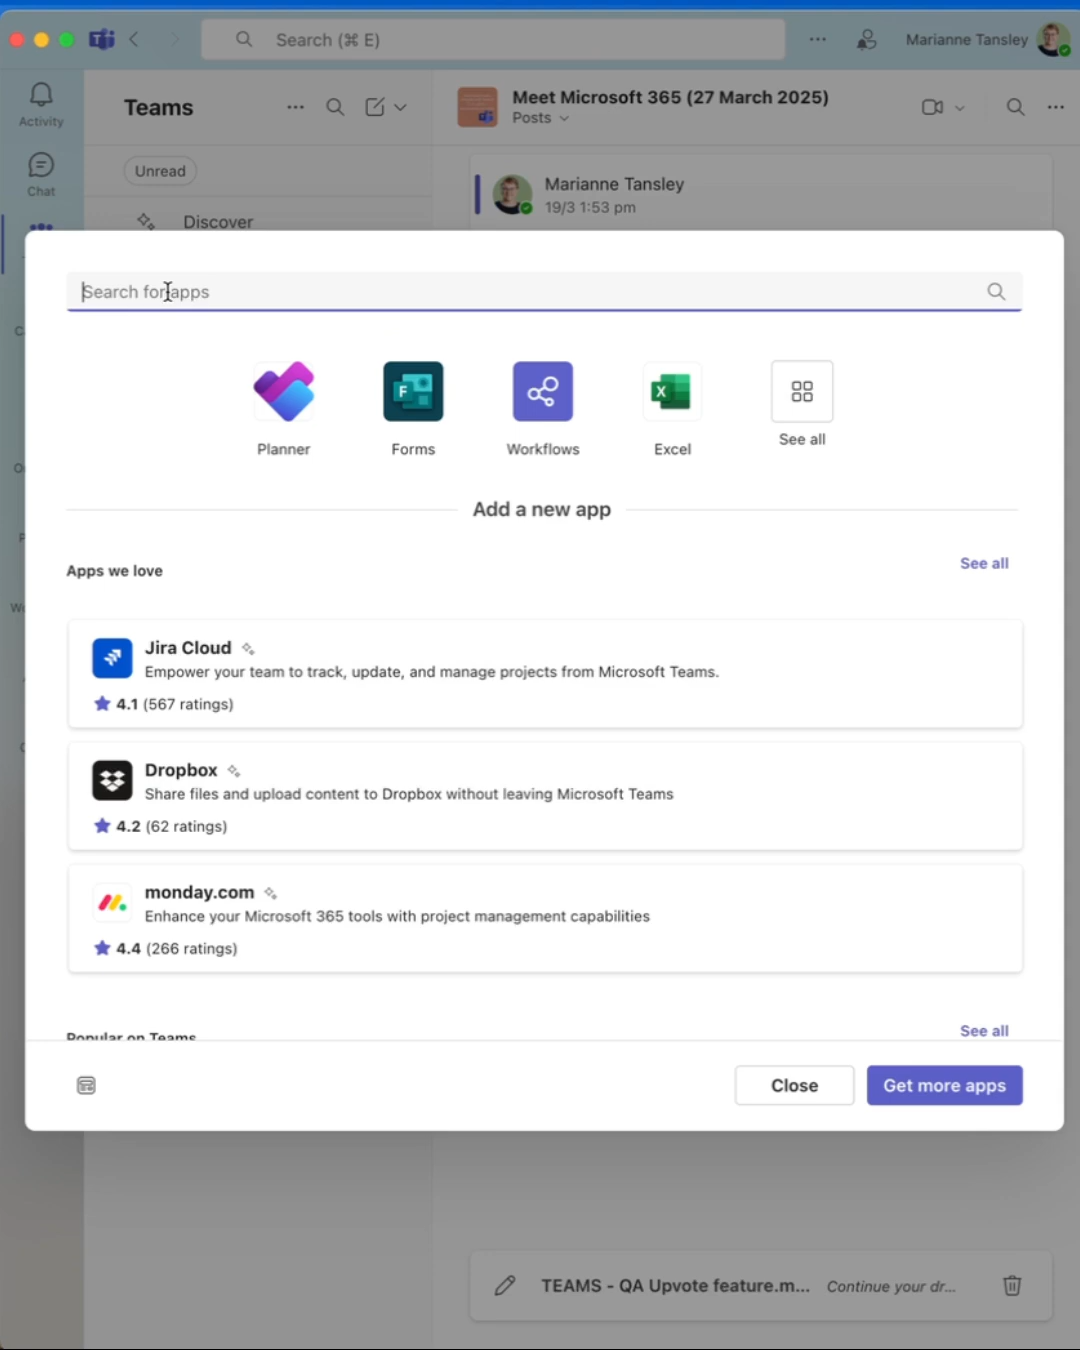 Search (⌘ E)
Marianne Tansley
Activity
Chat
Teams
Unread
Discover
Meet Microsoft 365 (27 March 2025)
Posts
Marianne Tansley
19/3 1:53 pm
Search for apps
Planner
Forms
Workflows
Excel
See all
Add a new app
Apps we love
See all
Jira Cloud
Empower your team to track, update, and manage projects from Microsoft Teams.
4.1 (567 ratings)
Dropbox
Share files and upload content to Dropbox without leaving Microsoft Teams
4.2 (62 ratings)
monday.com
Enhance your Microsoft 365 tools with project management capabilities
4.4 (266 ratings)
Popular on Teams
See all
Close
Get more apps
TEAMS - QA Upvote feature.m...
Continue your dr...